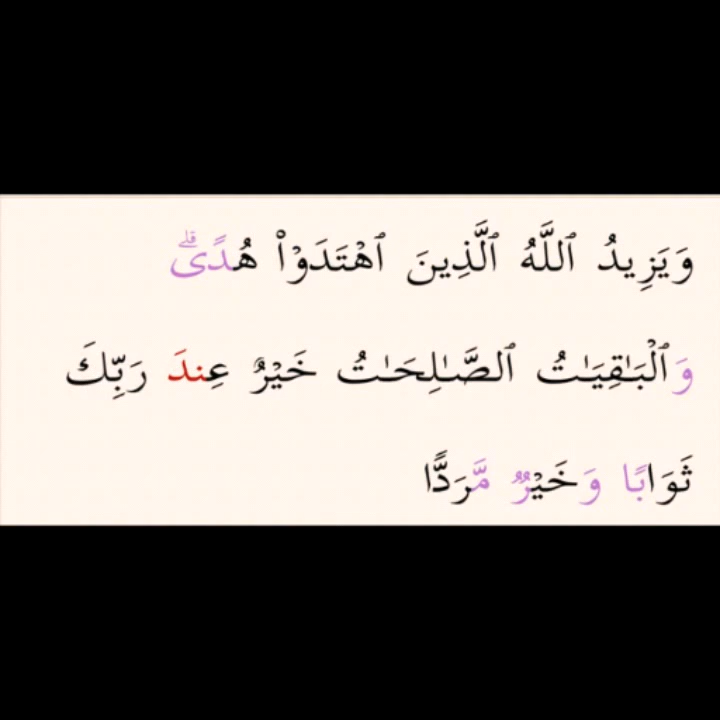 وَيَزِيدُ ٱللَّهُ ٱلَّذِينَ ٱهْتَدَوْا۟ هُدًىۗ
وَٱلْبَـٰقِيَـٰتُ ٱلصَّـٰلِحَـٰتُ خَيْرٌ عِندَ رَبِّكَ
ثَوَابًا وَخَيْرٌ مَّرَدًّا